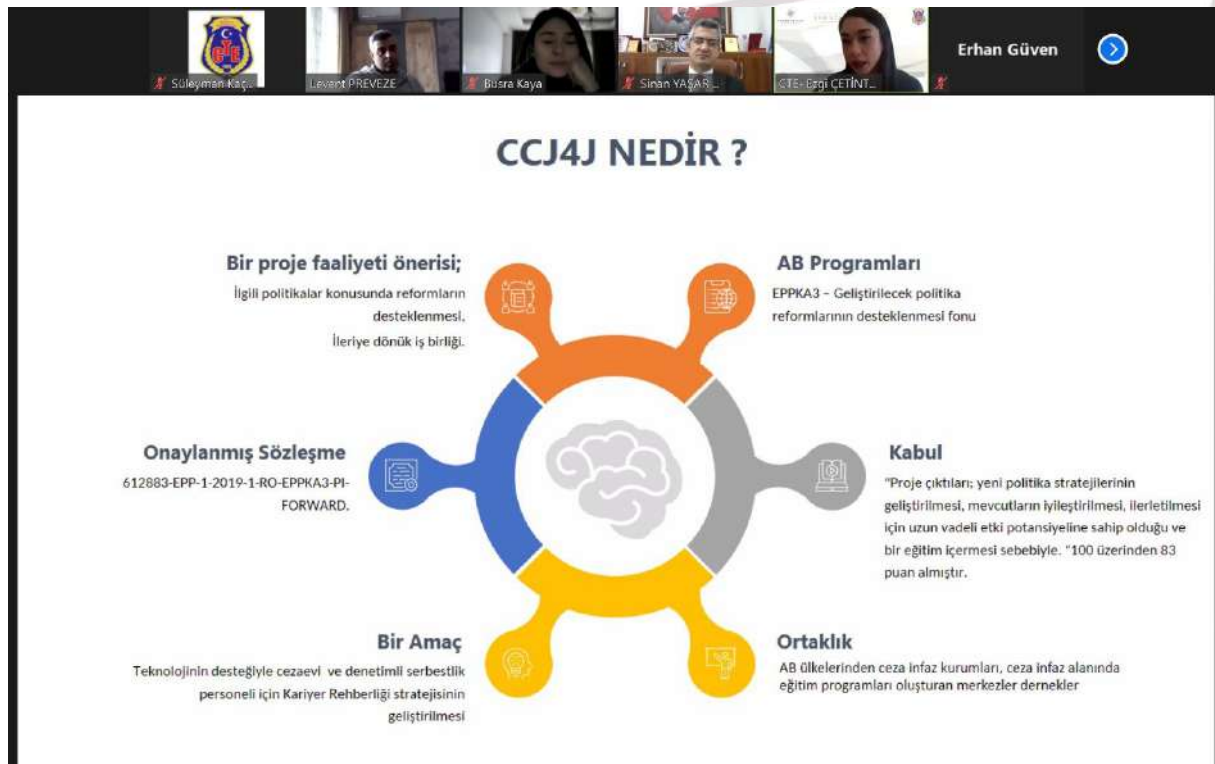 Süleyman Kaç...
Levent PREVEZE
Busra Kaya
Sinan YAŞAR ...
CTE- Ezgi ÇETİNT...
Erhan Güven
CCJ4J NEDİR ?
Bir proje faaliyeti önerisi;
İlgili politikalar konusunda reformların
desteklenmesi.
İleriye dönük iş birliği.
AB Programları
EPPKA3 – Geliştirilecek politika
reformlarının desteklenmesi fonu
Onaylanmış Sözleşme
612883-EPP-1-2019-1-RO-EPPKA3-PI-
FORWARD.
Kabul
"Proje çıktıları; yeni politika stratejilerinin
geliştirilmesi, mevcutların iyileştirilmesi, ilerletilmesi
için uzun vadeli etki potansiyeline sahip olduğu ve
bir eğitim içermesi sebebiyle. "100 üzerinden 83
puan almıştır.
Bir Amaç
Teknolojinin desteğiyle cezaevi ve denetimli serbestlik
personeli için Kariyer Rehberliği stratejisinin
geliştirilmesi
Ortaklık
AB ülkelerinden ceza infaz kurumları, ceza infaz alanında
eğitim programları oluşturan merkezler dernekler